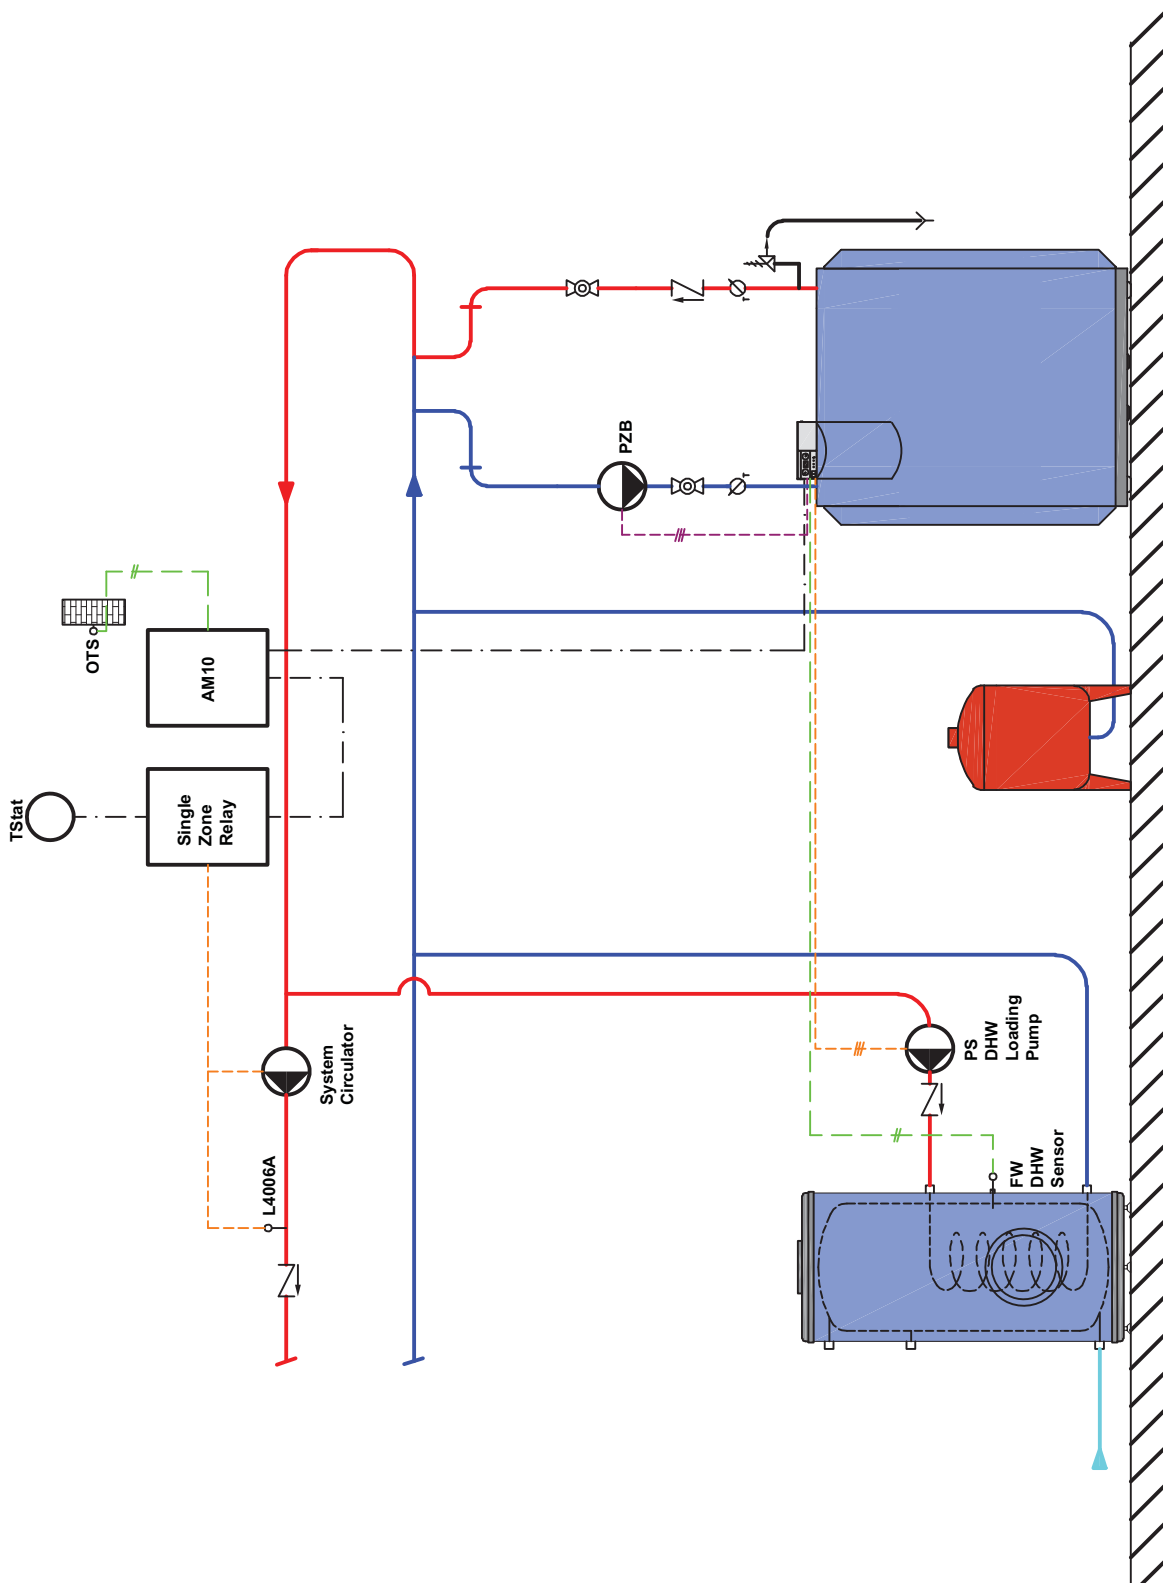 TStat
OTS
AM10
Single
Zone
Relay
PZB
T
T
System
Circulator
L4006A
PS
DHW
Loading
Pump
FW
DHW
Sensor